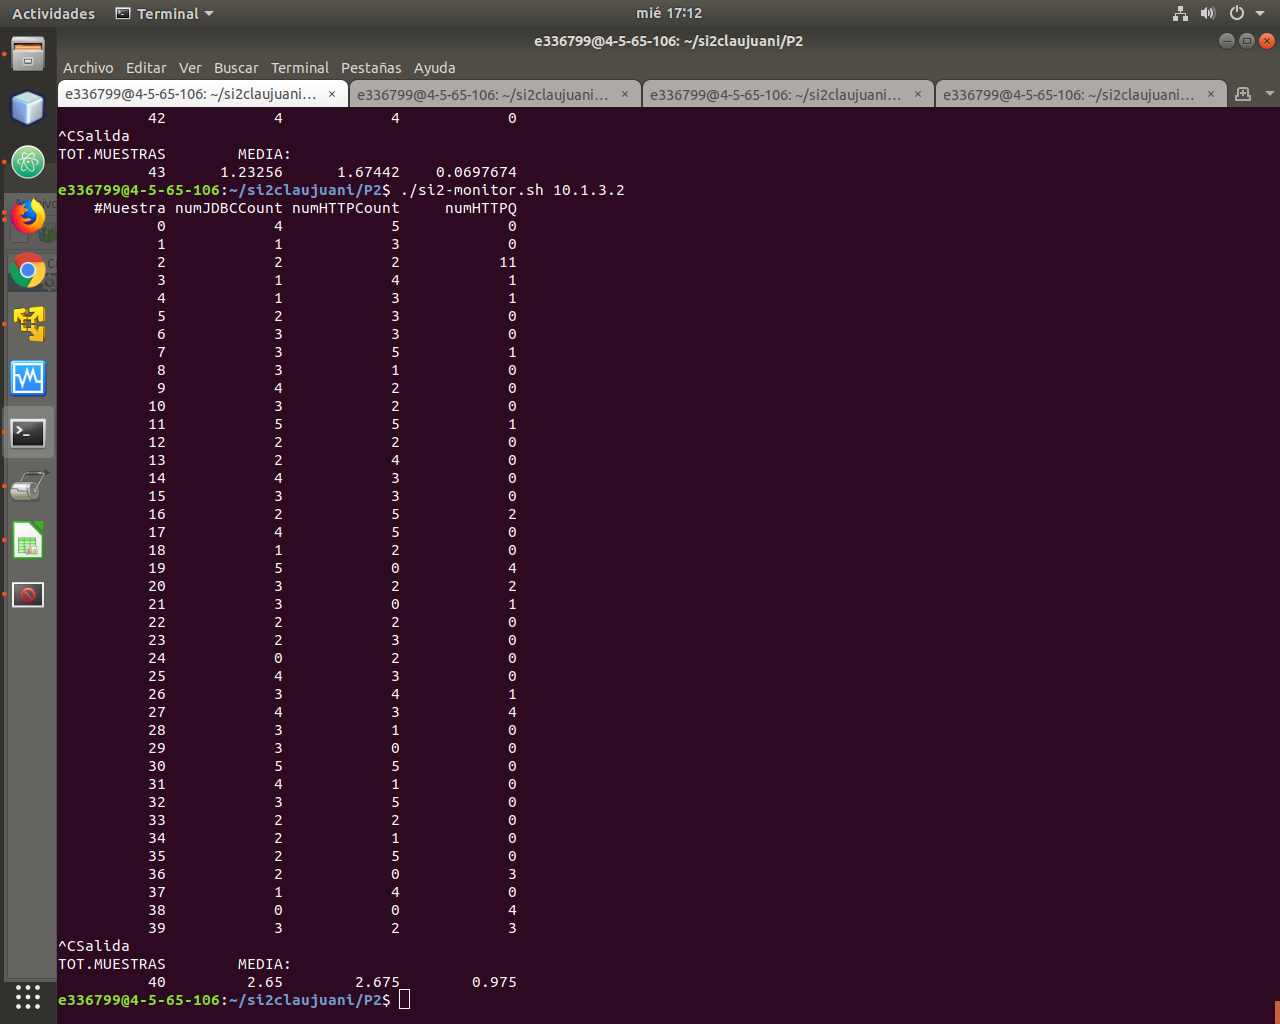 Actividades Terminal mié 17:12
e336799@4-5-65-106: ~/si2claujuani/P2
Archivo Editar Ver Buscar Terminal Pestañas Ayuda
e336799@4-5-65-106: ~/si2claujuani… × e336799@4-5-65-106: ~/si2claujuani… × e336799@4-5-65-106: ~/si2claujuani… × e336799@4-5-65-106: ~/si2claujuani… ×
42 4 4 0
^CSalida
TOT.MUESTRAS MEDIA:
43 1.23256 1.67442 0.0697674
e336799@4-5-65-106:~/si2claujuani/P2$ ./si2-monitor.sh 10.1.3.2
#Muestra numJDBCCount numHTTPCount numHTTPQ
0 4 5 0
1 1 3 0
2 2 2 11
3 1 4 1
4 1 3 1
5 2 3 0
6 3 3 0
7 3 5 1
8 3 1 0
9 4 2 0
10 3 2 0
11 5 5 1
12 2 2 0
13 2 4 0
14 4 3 0
15 3 3 0
16 2 5 2
17 4 5 0
18 1 2 0
19 5 0 4
20 3 2 2
21 3 0 1
22 2 2 0
23 2 3 0
24 0 2 0
25 4 3 0
26 3 4 1
27 4 3 4
28 3 1 0
29 3 0 0
30 5 5 0
31 4 1 0
32 3 5 0
33 2 2 0
34 2 1 0
35 2 5 0
36 2 0 3
37 1 4 0
38 0 0 4
39 3 2 3
^CSalida
TOT.MUESTRAS MEDIA:
40 2.65 2.675 0.975
e336799@4-5-65-106:~/si2claujuani/P2$